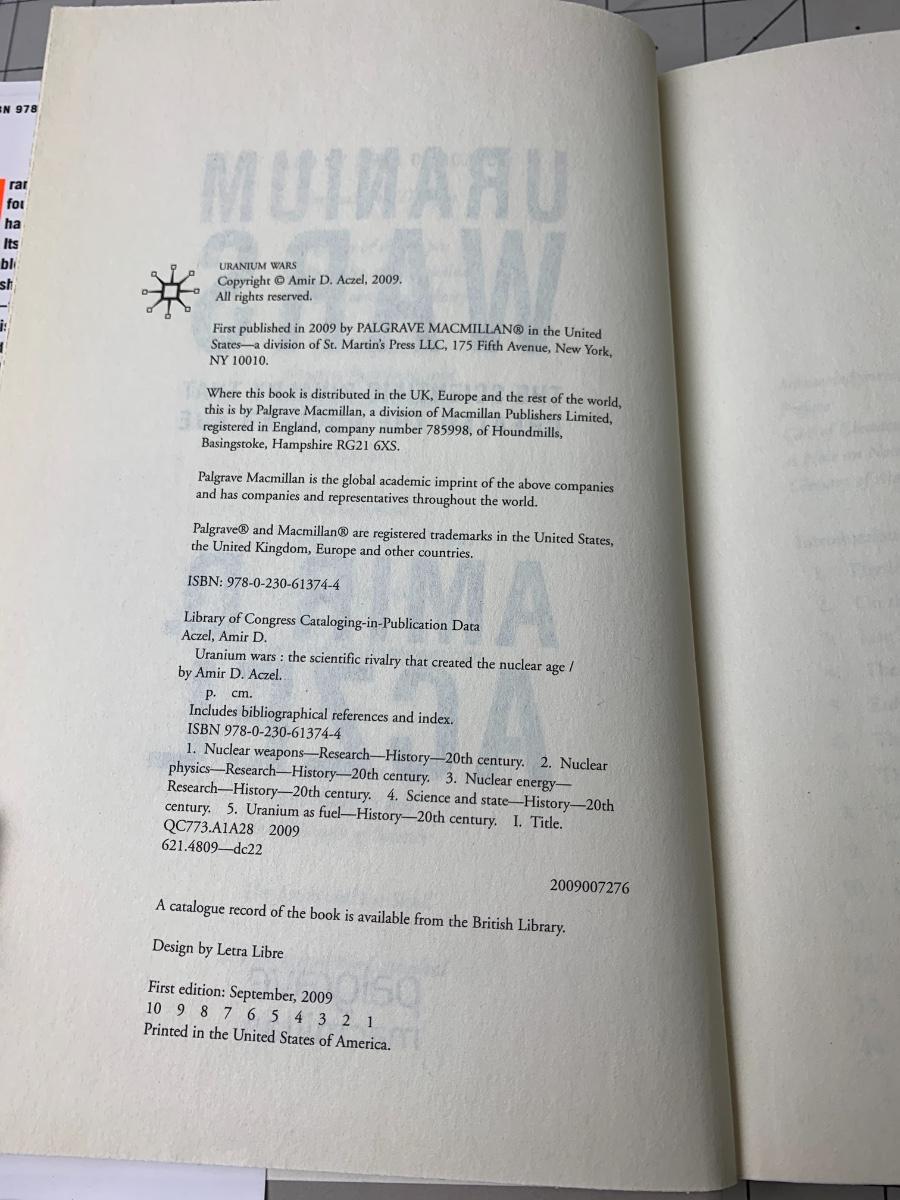 URANIUM WARS
Copyright © Amir D. Aczel, 2009.
All rights reserved.
First published in 2009 by PALGRAVE MACMILLAN® in the United
States—a division of St. Martin's Press LLC, 175 Fifth Avenue, New York,
NY 10010.
Where this book is distributed in the UK, Europe and the rest of the world,
this is by Palgrave Macmillan, a division of Macmillan Publishers Limited,
registered in England, company number 785998, of Houndmills,
Basingstoke, Hampshire RG21 6XS.
Palgrave Macmillan is the global academic imprint of the above companies
and has companies and representatives throughout the world.
Palgrave® and Macmillan® are registered trademarks in the United States,
the United Kingdom, Europe and other countries.
ISBN: 978-0-230-61374-4
Library of Congress Cataloging-in-Publication Data
Aczel, Amir D.
Uranium wars : the scientific rivalry that created the nuclear age /
by Amir D. Aczel.
p. cm.
Includes bibliographical references and index.
ISBN 978-0-230-61374-4
1. Nuclear weapons—Research—History—20th century. 2. Nuclear
physics—Research—History—20th century. 3. Nuclear energy—
Research—History—20th century. 4. Science and state—History—20th
century. 5. Uranium as fuel—History—20th century. I. Title.
QC773.A1A28 2009
621.4809—dc22
2009007276
A catalogue record of the book is available from the British Library.
Design by Letra Libre
First edition: September, 2009
10 9 8 7 6 5 4 3 2 1
Printed in the United States of America.